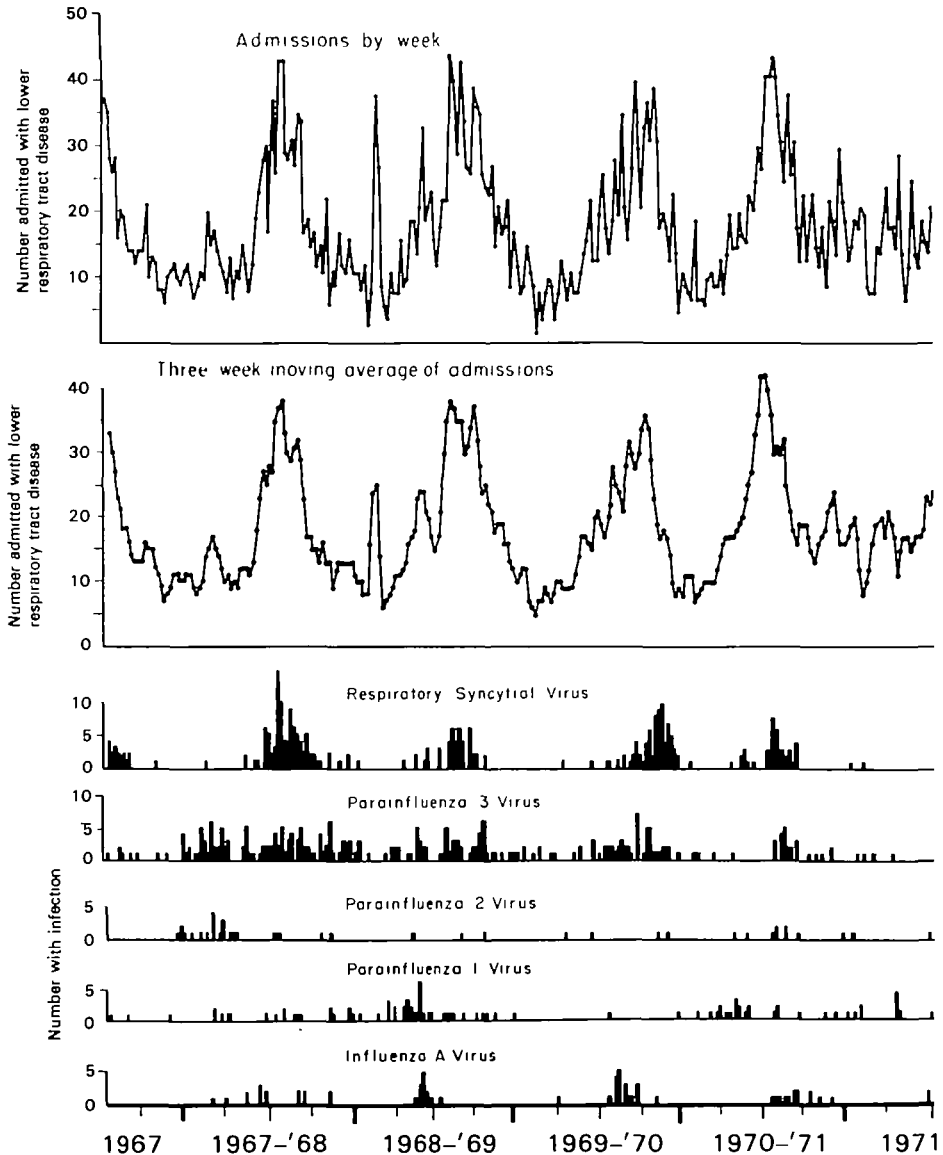 Admissions by week
50
40
30
20
10
Number admitted with lower
respiratory tract disease
Three week moving average of admissions
40
30
20
10
0
Number admitted with lower
respiratory tract disease
Respiratory Syncytial Virus
10
5
0
Parainfluenza 3 Virus
10
5
0
Parainfluenza 2 Virus
5
0
Parainfluenza 1 Virus
5
0
Influenza A Virus
5
0
Number with infection
1967 1967-'68 1968-'69 1969-'70 1970-'71 1971